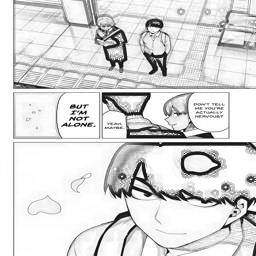 DON'T TELL
ME YOU'RE
ACTUALLY
NERVOUS?
YEAH,
MAYBE.
BUT
I'M
NOT
ALONE.